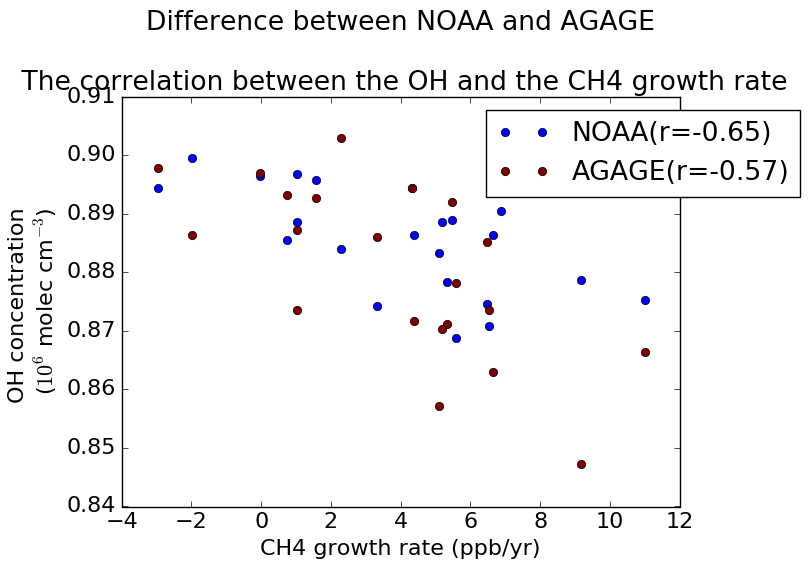 Difference between NOAA and AGAGE
The correlation between the OH and the CH4 growth rate
0.91
0.90
0.89
0.88
0.87
0.86
0.85
0.84
OH concentration
(10^6 molec cm^−3)
NOAA(r=-0.65)
AGAGE(r=-0.57)
−4 −2 0 2 4 6 8 10 12
CH4 growth rate (ppb/yr)